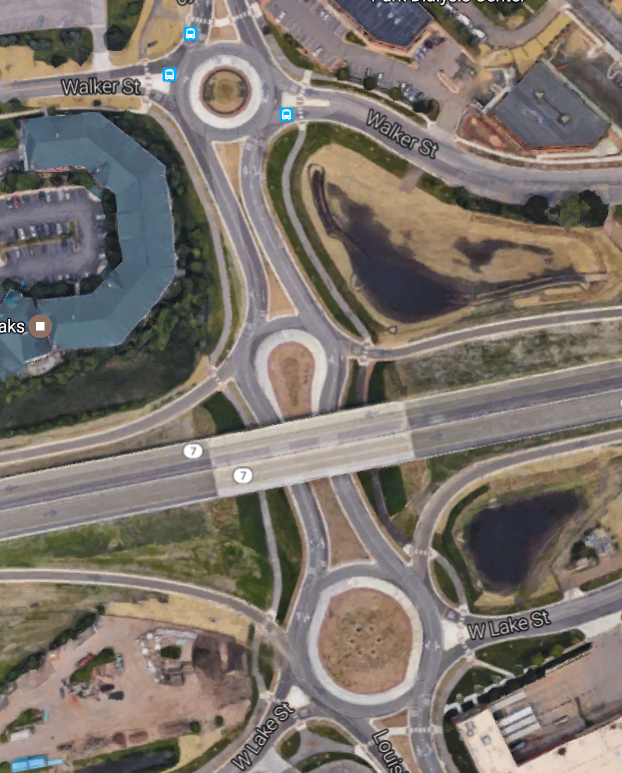 Park Dialysis Center
Walker St
Walker St
aks
7
7
W Lake St
W Lake St
Louis